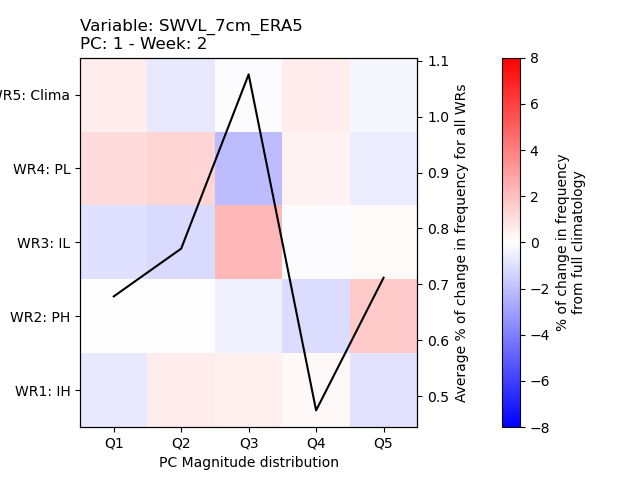 Variable: SWVL_7cm_ERA5
PC: 1 - Week: 2
R5: Clima
WR4: PL
WR3: IL
WR2: PH
WR1: IH
Q1 Q2 Q3 Q4 Q5
PC Magnitude distribution
1.1
1.0
0.9
0.8
0.7
0.6
0.5
Average % of change in frequency for all WRs
8
6
4
2
0
−2
−4
−6
−8
% of change in frequency
from full climatology